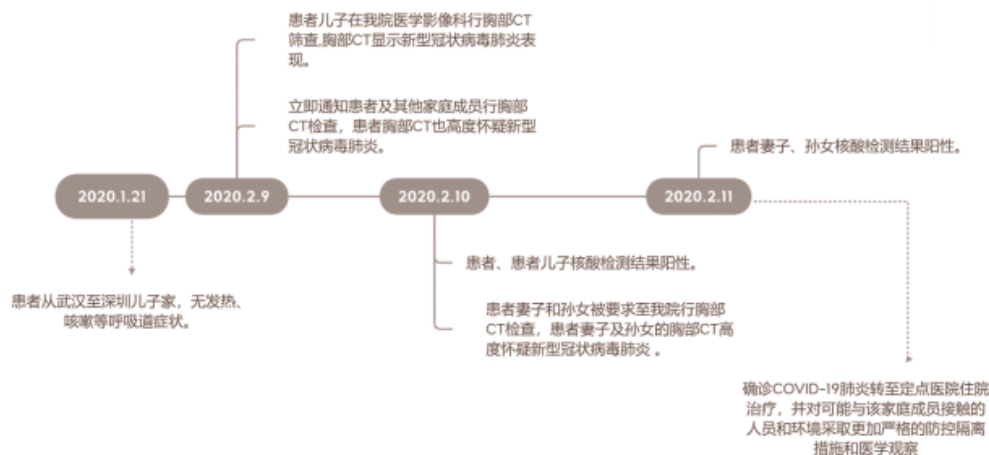 患者儿子在我院医学影像科行胸部CT
筛查,胸部CT显示新型冠状病毒肺炎表
现。
立即通知患者及其他家庭成员行胸部
CT检查，患者胸部CT也高度怀疑新型
冠状病毒肺炎。
患者妻子、孙女核酸检测结果阳性。
2020.1.21
2020.2.9
2020.2.10
2020.2.11
患者、患者儿子核酸检测结果阳性。
患者从武汉至深圳儿子家，无发热、
咳嗽等呼吸道症状。
患者妻子和孙女被要求至我院行胸部
CT检查，患者妻子及孙女的胸部CT高
度怀疑新型冠状病毒肺炎 。
确诊COVID-19肺炎转至定点医院住院
治疗，并对可能与该家庭成员接触的
人员和环境采取更加严格的防控隔离
措施和医学观察